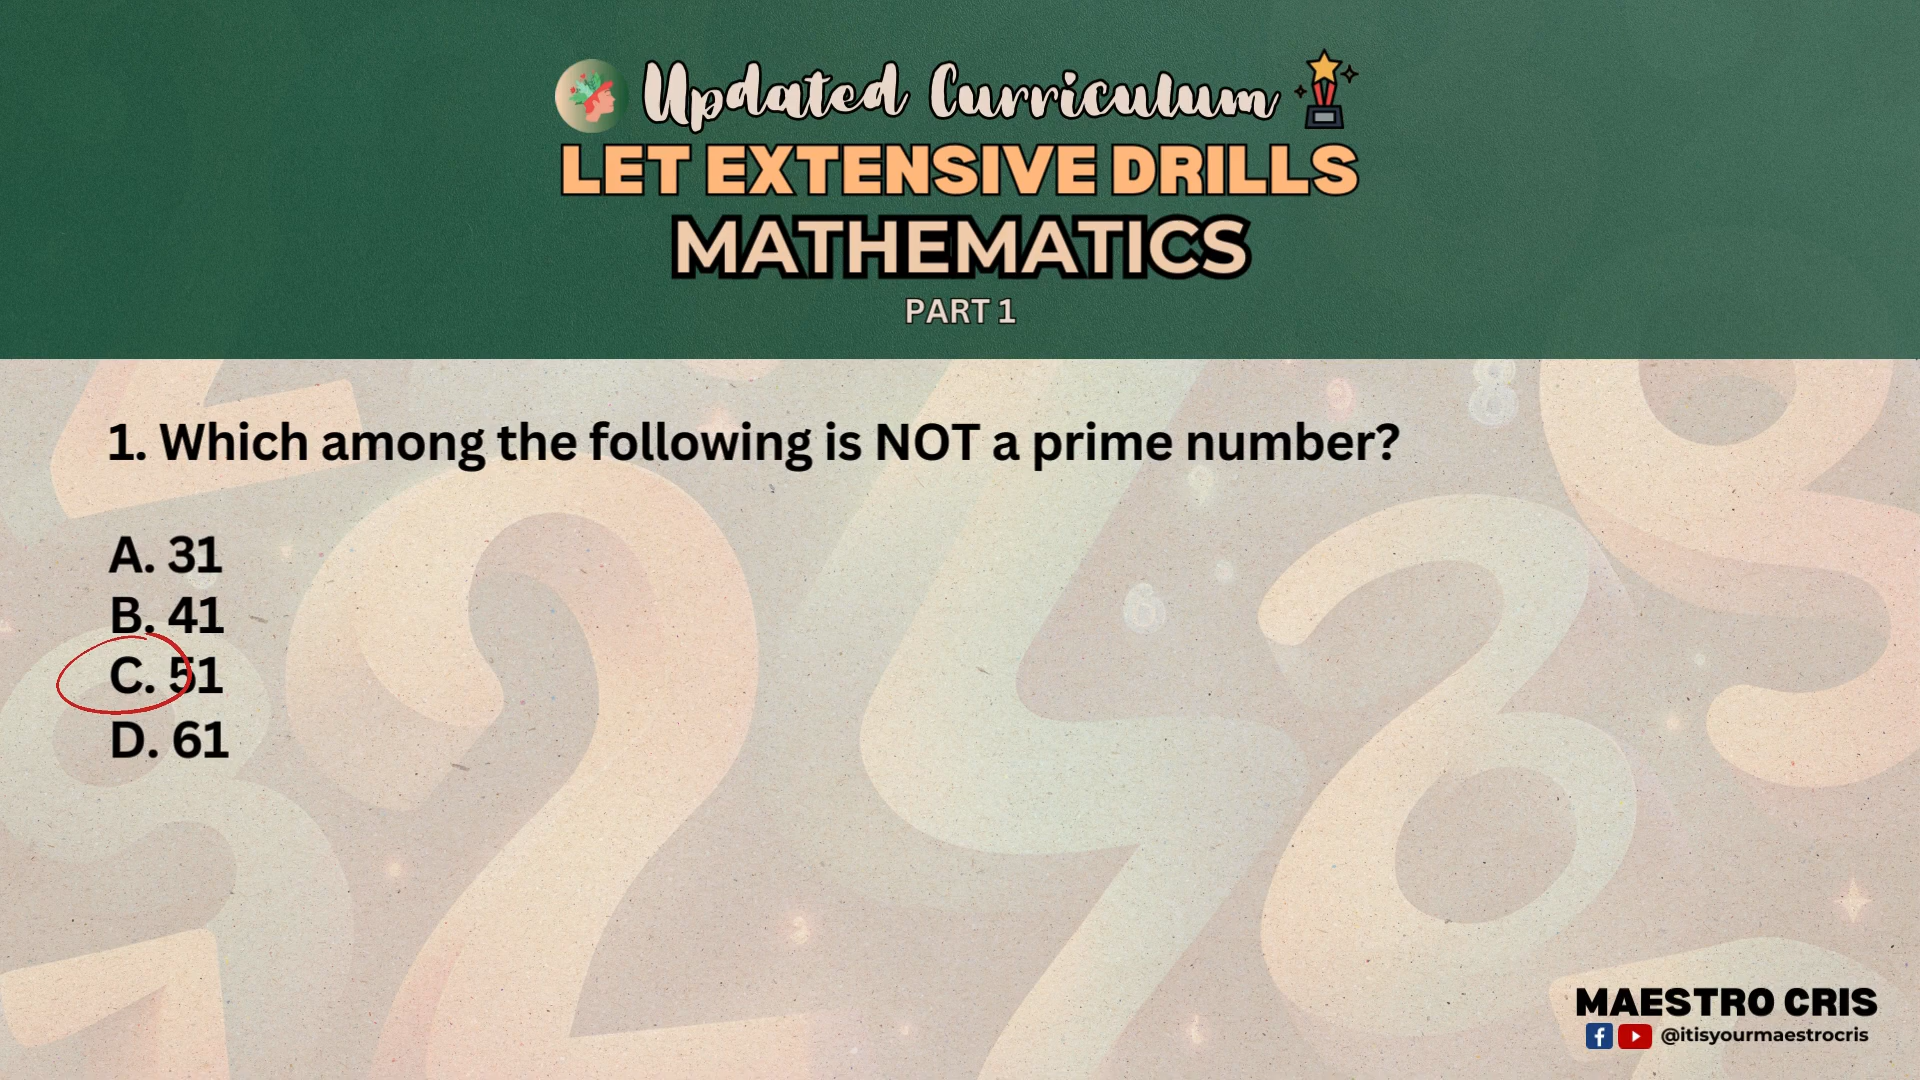 Updated Curriculum
LET EXTENSIVE DRILLS
MATHEMATICS
PART 1
1. Which among the following is NOT a prime number?
A. 31
B. 41
C. 51
D. 61
MAESTRO CRIS
@itisyourmaestrocris